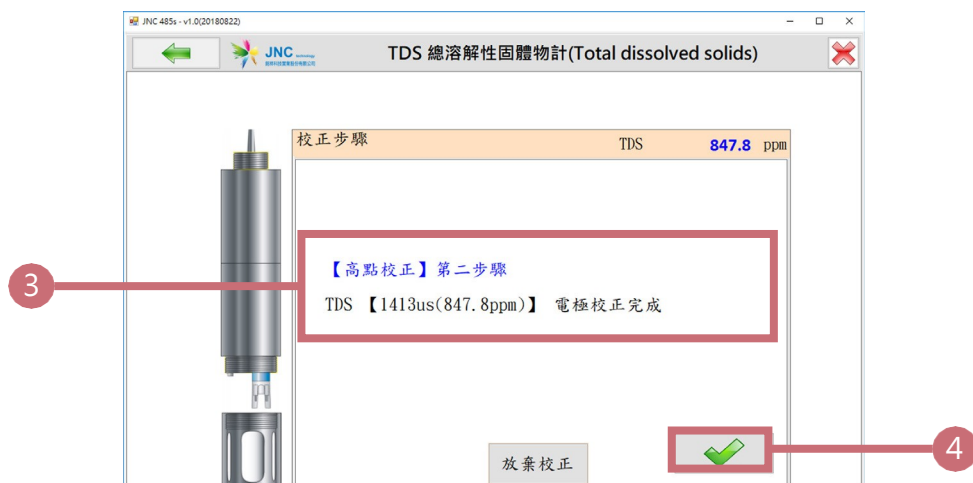 JNC 485s - v1.0(20180822)
JNC technology
TDS 總溶解性固體物計(Total dissolved solids)
校正步驟 TDS 847.8 ppm
【高點校正】第二步驟
3
TDS 【1413us(847.8ppm)】 電極校正完成
放棄校正
4